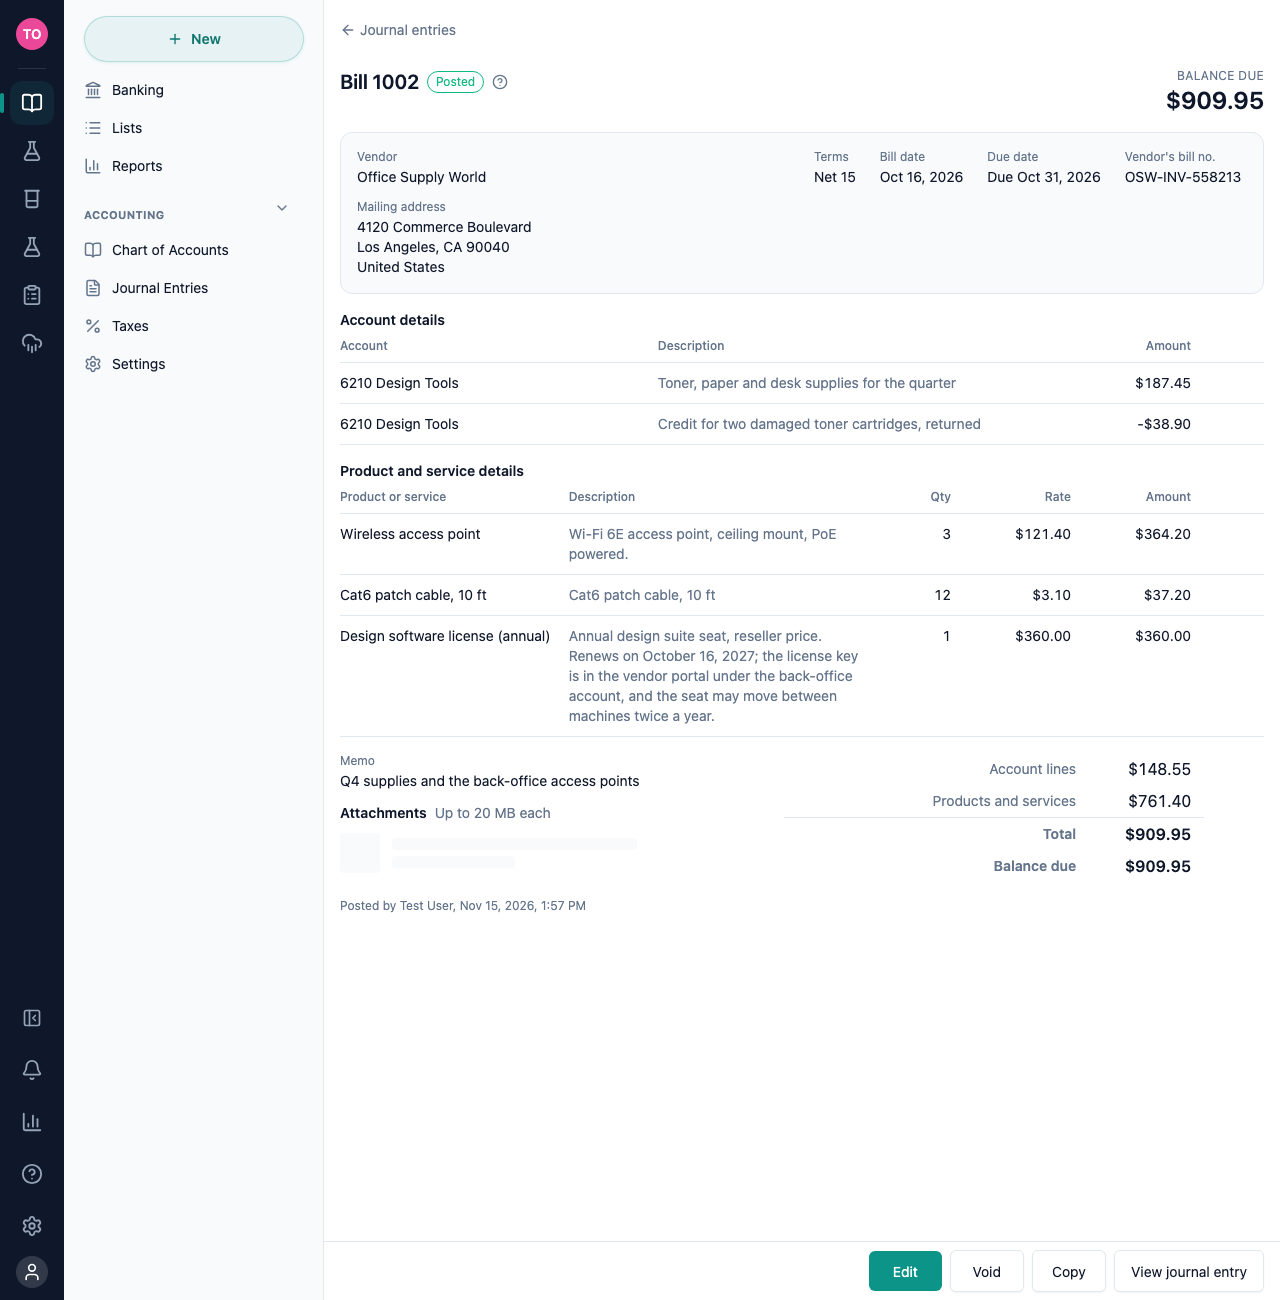 TO
New
Banking
Lists
Reports
ACCOUNTING
Chart of Accounts
Journal Entries
Taxes
Settings
Journal entries
Bill 1002 Posted
BALANCE DUE
$909.95
Vendor
Office Supply World
Mailing address
4120 Commerce Boulevard
Los Angeles, CA 90040
United States
Terms
Net 15
Bill date
Oct 16, 2026
Due date
Due Oct 31, 2026
Vendor's bill no.
OSW-INV-558213
Account details
Account Description Amount
6210 Design Tools Toner, paper and desk supplies for the quarter $187.45
6210 Design Tools Credit for two damaged toner cartridges, returned -$38.90
Product and service details
Product or service Description Qty Rate Amount
Wireless access point Wi-Fi 6E access point, ceiling mount, PoE 3 $121.40 $364.20
powered.
Cat6 patch cable, 10 ft Cat6 patch cable, 10 ft 12 $3.10 $37.20
Design software license (annual) Annual design suite seat, reseller price. 1 $360.00 $360.00
Renews on October 16, 2027; the license key
is in the vendor portal under the back-office
account, and the seat may move between
machines twice a year.
Memo
Q4 supplies and the back-office access points
Attachments Up to 20 MB each
Account lines $148.55
Products and services $761.40
Total $909.95
Balance due $909.95
Posted by Test User, Nov 15, 2026, 1:57 PM
Edit Void Copy View journal entry